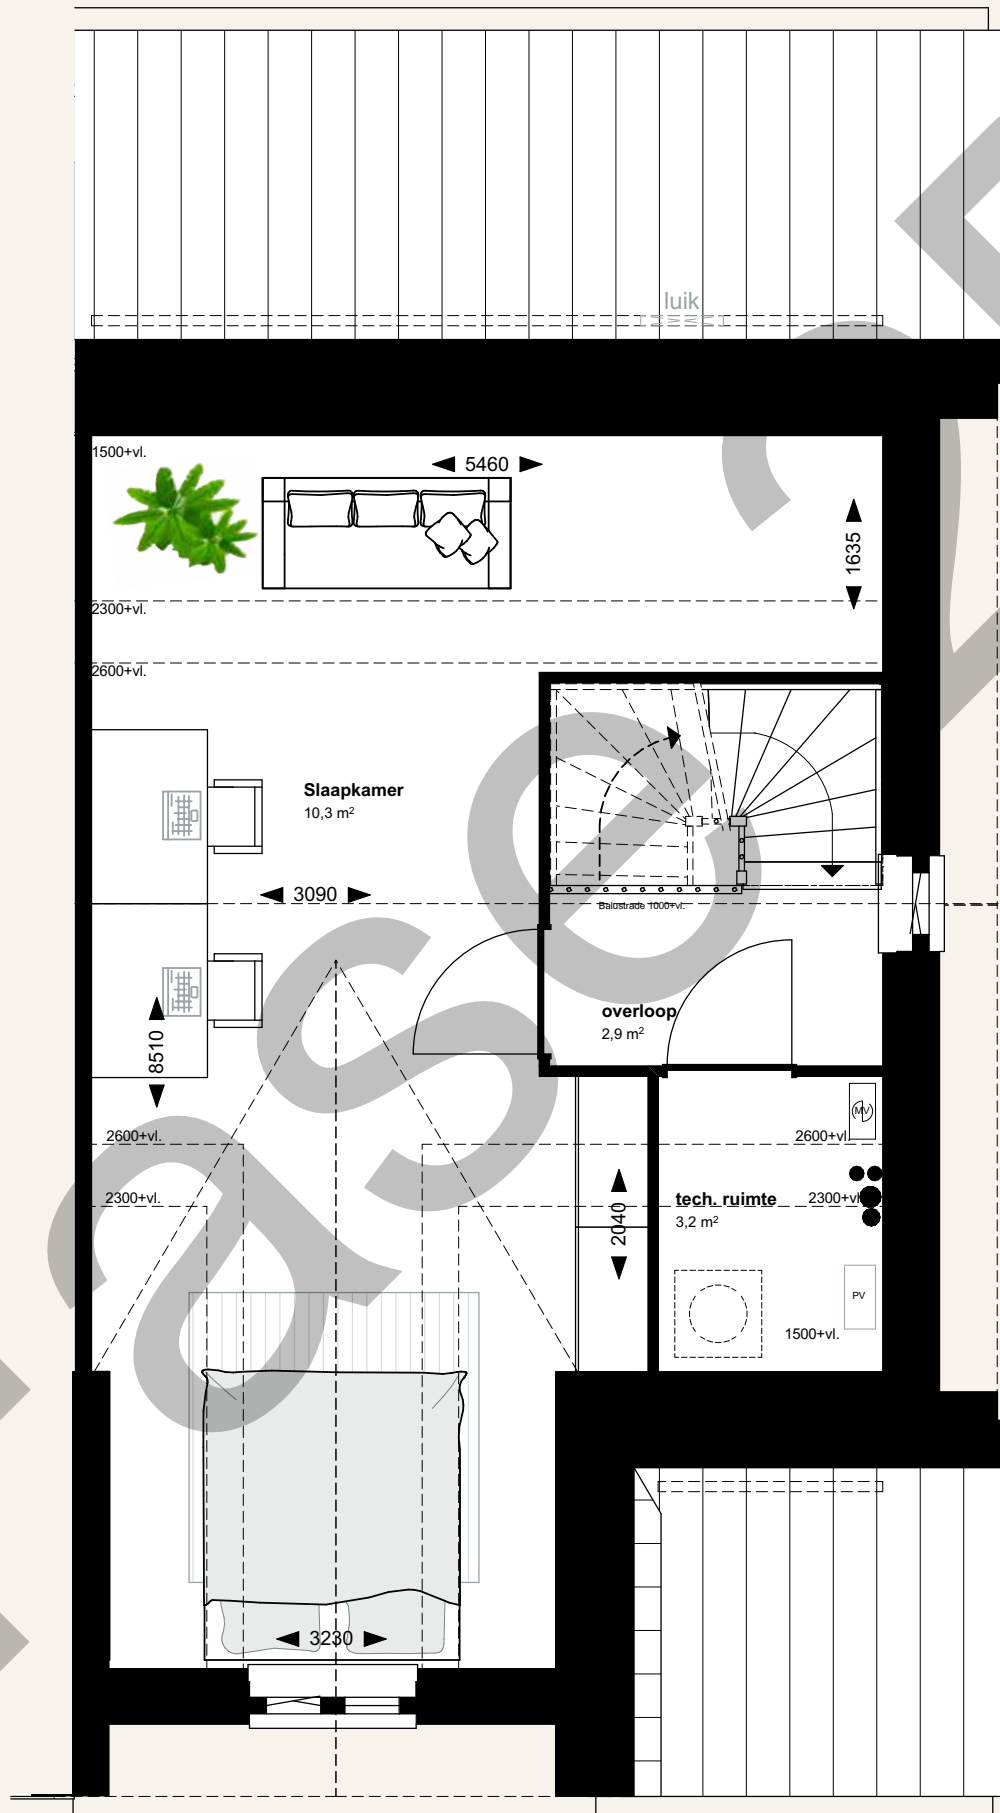 luik
1500+vl.
5460
1635
2300+vl.
2600+vl.
Slaapkamer
10,3 m²
3090
Balustrade 1000+vl.
overloop
2,9 m²
8510
MV
2600+vl.
2600+vl.
2300+vl.
tech. ruimte
2300+vl.
3,2 m²
2040
PV
1500+vl.
3230
ase